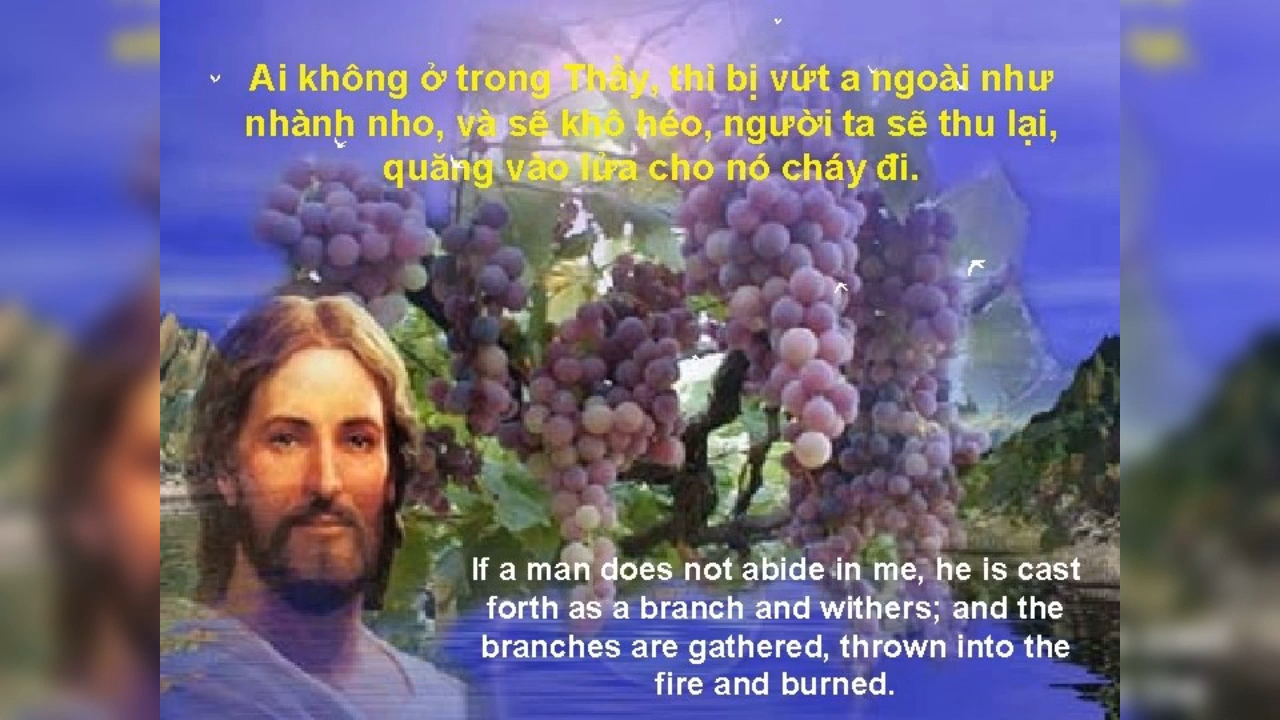 Ai không ở trong Thầy, thì bị vứt a ngoài như
nhành nho, và sẽ khô héo, người ta sẽ thu lại,
quăng vào lửa cho nó cháy đi.
If a man does not abide in me, he is cast
forth as a branch and withers; and the
branches are gathered, thrown into the
fire and burned.